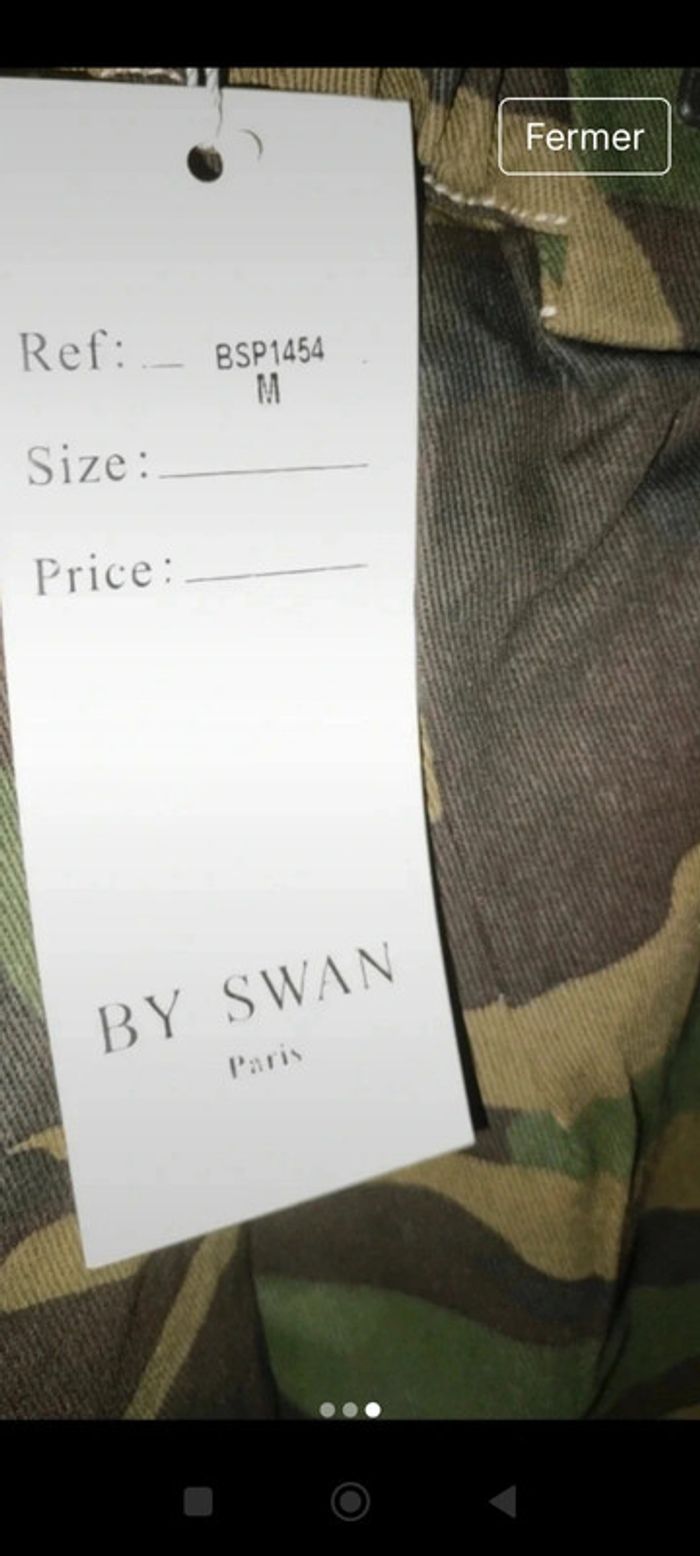 Fermer
Ref: BSP1454
M
Size:
Price:
BY SWAN
Paris